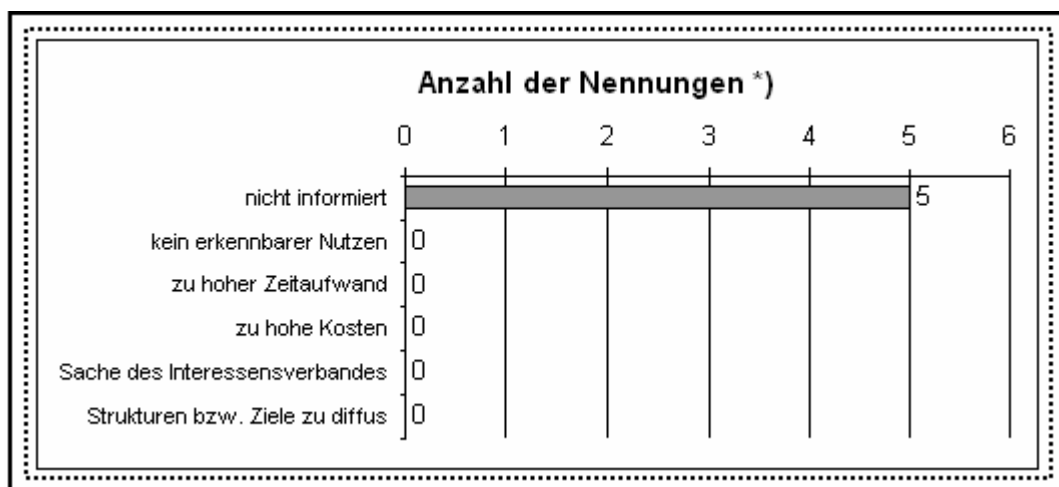 Anzahl der Nennungen *)
0 1 2 3 4 5 6
nicht informiert 5
kein erkennbarer Nutzen 0
zu hoher Zeitaufwand 0
zu hohe Kosten 0
Sache des Interessensverbandes 0
Strukturen bzw. Ziele zu diffus 0